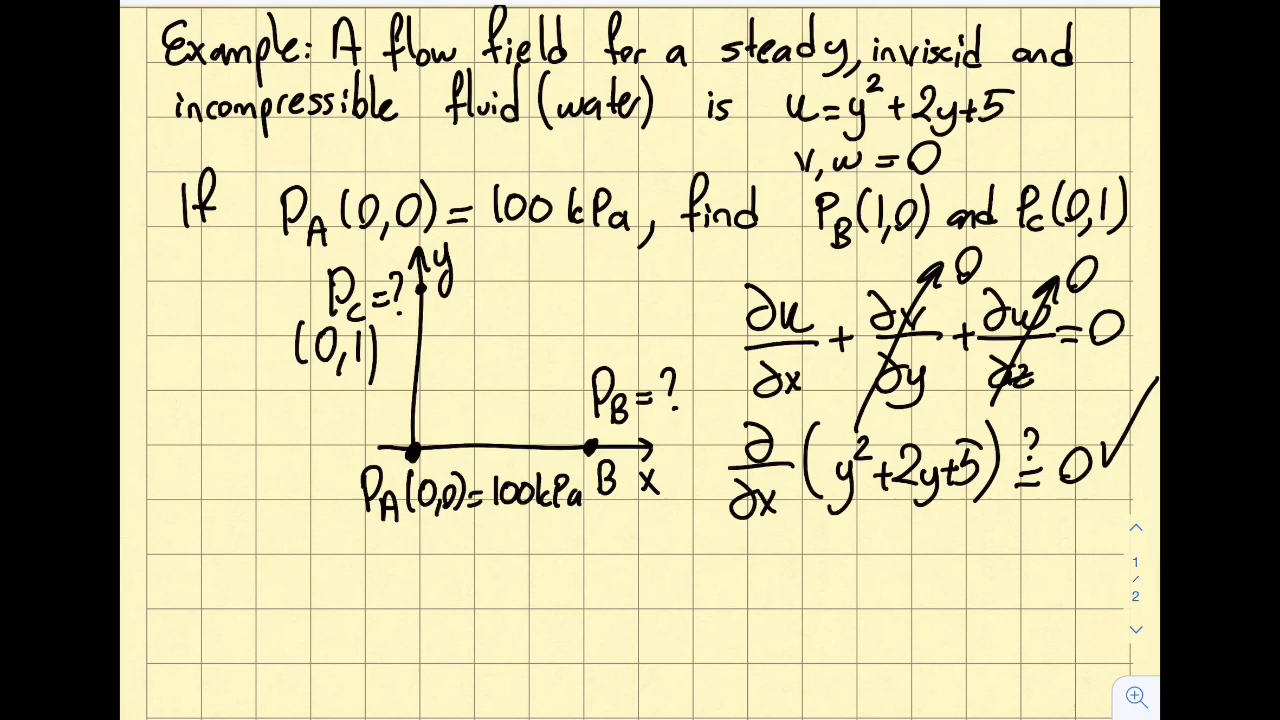 Example: A flow field for a steady, inviscid and
incompressible fluid (water) is u = y² + 2y + 5
v, w = 0
If P_A (0,0) = 100 kPa, find P_B (1,0) and P_C (0,1)
y
P_C = ?
(0,1)
P_B = ?
P_A (0,0) = 100 kPa B x
∂u/∂x + ∂v/∂y → 0 + ∂w/∂z → 0 = 0
∂/∂x (y² + 2y + 5) ≟ 0 ✓
1
/
2